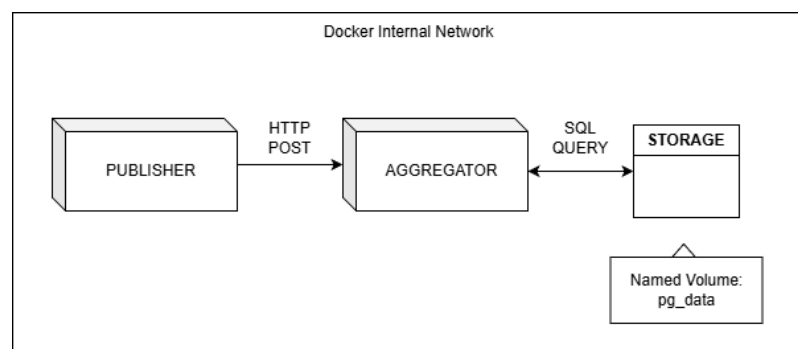 Docker Internal Network
HTTP
POST
SQL
QUERY
PUBLISHER
AGGREGATOR
STORAGE
Named Volume:
pg_data